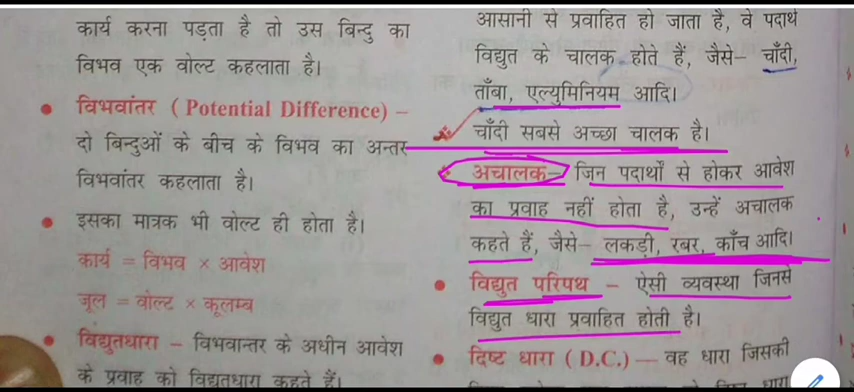 कार्य करना पड़ता है तो उस बिन्दु का
विभव एक वोल्ट कहलाता है।
विभवांतर ( Potential Difference) –
दो बिन्दुओं के बीच के विभव का अन्तर
विभवांतर कहलाता है।
इसका मात्रक भी वोल्ट ही होता है।
कार्य = विभव × आवेश
जूल = वोल्ट × कूलम्ब
विद्युतधारा – विभवान्तर के अधीन आवेश
के प्रवाह को विद्युतधारा कहते हैं।
आसानी से प्रवाहित हो जाता है, वे पदार्थ
विद्युत के चालक होते हैं, जैसे– चाँदी,
ताँबा, एल्युमिनियम आदि।
चाँदी सबसे अच्छा चालक है।
अचालक– जिन पदार्थों से होकर आवेश
का प्रवाह नहीं होता है, उन्हें अचालक
कहते हैं, जैसे– लकड़ी, रबर, काँच आदि।
विद्युत परिपथ – ऐसी व्यवस्था जिनसे
विद्युत धारा प्रवाहित होती है।
दिष्ट धारा ( D.C.) — वह धारा जिसकी